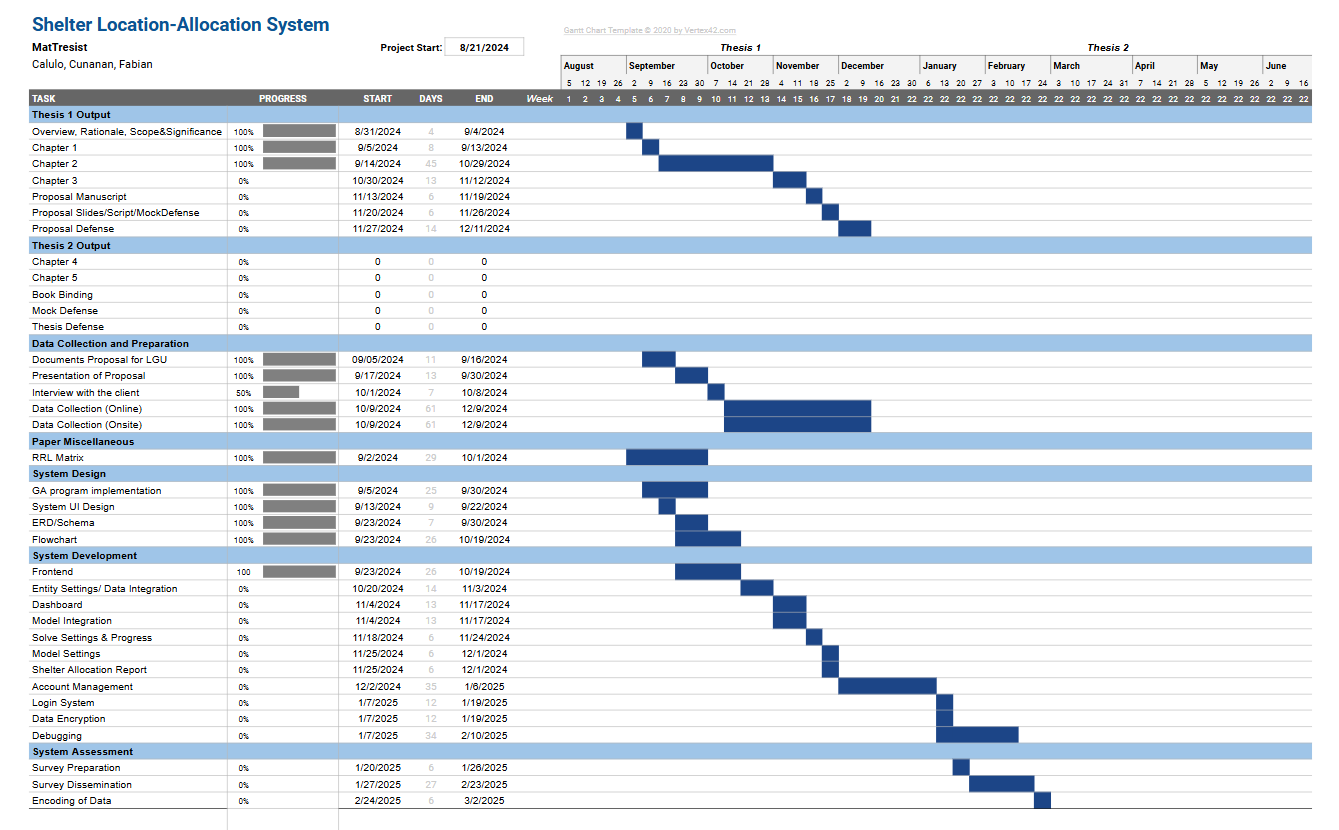 Shelter Location-Allocation System
Gantt Chart Template © 2020 by Vertex42.com
MatTresist Project Start: 8/21/2024 Thesis 1 Thesis 2
Calulo, Cunanan, Fabian August September October November December January February March April May June
5 12 19 26 2 9 16 23 30 7 14 21 28 4 11 18 25 2 9 16 23 30 6 13 20 27 3 10 17 24 3 10 17 24 31 7 14 21 28 5 12 19 26 2 9 16
TASK PROGRESS START DAYS END Week 1 2 3 4 5 6 7 8 9 10 11 12 13 14 15 16 17 18 19 20 21 22 22 22 22 22 22 22 22 22 22 22 22 22 22 22 22 22 22 22 22 22 22 22 22 22
Thesis 1 Output
Overview, Rationale, Scope&Significance 100% 8/31/2024 4 9/4/2024
Chapter 1 100% 9/5/2024 8 9/13/2024
Chapter 2 100% 9/14/2024 45 10/29/2024
Chapter 3 0% 10/30/2024 13 11/12/2024
Proposal Manuscript 0% 11/13/2024 6 11/19/2024
Proposal Slides/Script/MockDefense 0% 11/20/2024 6 11/26/2024
Proposal Defense 0% 11/27/2024 14 12/11/2024
Thesis 2 Output
Chapter 4 0% 0 0 0
Chapter 5 0% 0 0 0
Book Binding 0% 0 0 0
Mock Defense 0% 0 0 0
Thesis Defense 0% 0 0 0
Data Collection and Preparation
Documents Proposal for LGU 100% 09/05/2024 11 9/16/2024
Presentation of Proposal 100% 9/17/2024 13 9/30/2024
Interview with the client 50% 10/1/2024 7 10/8/2024
Data Collection (Online) 100% 10/9/2024 61 12/9/2024
Data Collection (Onsite) 100% 10/9/2024 61 12/9/2024
Paper Miscellaneous
RRL Matrix 100% 9/2/2024 29 10/1/2024
System Design
GA program implementation 100% 9/5/2024 25 9/30/2024
System UI Design 100% 9/13/2024 9 9/22/2024
ERD/Schema 100% 9/23/2024 7 9/30/2024
Flowchart 100% 9/23/2024 26 10/19/2024
System Development
Frontend 100 9/23/2024 26 10/19/2024
Entity Settings/ Data Integration 0% 10/20/2024 14 11/3/2024
Dashboard 0% 11/4/2024 13 11/17/2024
Model Integration 0% 11/4/2024 13 11/17/2024
Solve Settings & Progress 0% 11/18/2024 6 11/24/2024
Model Settings 0% 11/25/2024 6 12/1/2024
Shelter Allocation Report 0% 11/25/2024 6 12/1/2024
Account Management 0% 12/2/2024 35 1/6/2025
Login System 0% 1/7/2025 12 1/19/2025
Data Encryption 0% 1/7/2025 12 1/19/2025
Debugging 0% 1/7/2025 34 2/10/2025
System Assessment
Survey Preparation 0% 1/20/2025 6 1/26/2025
Survey Dissemination 0% 1/27/2025 27 2/23/2025
Encoding of Data 0% 2/24/2025 6 3/2/2025